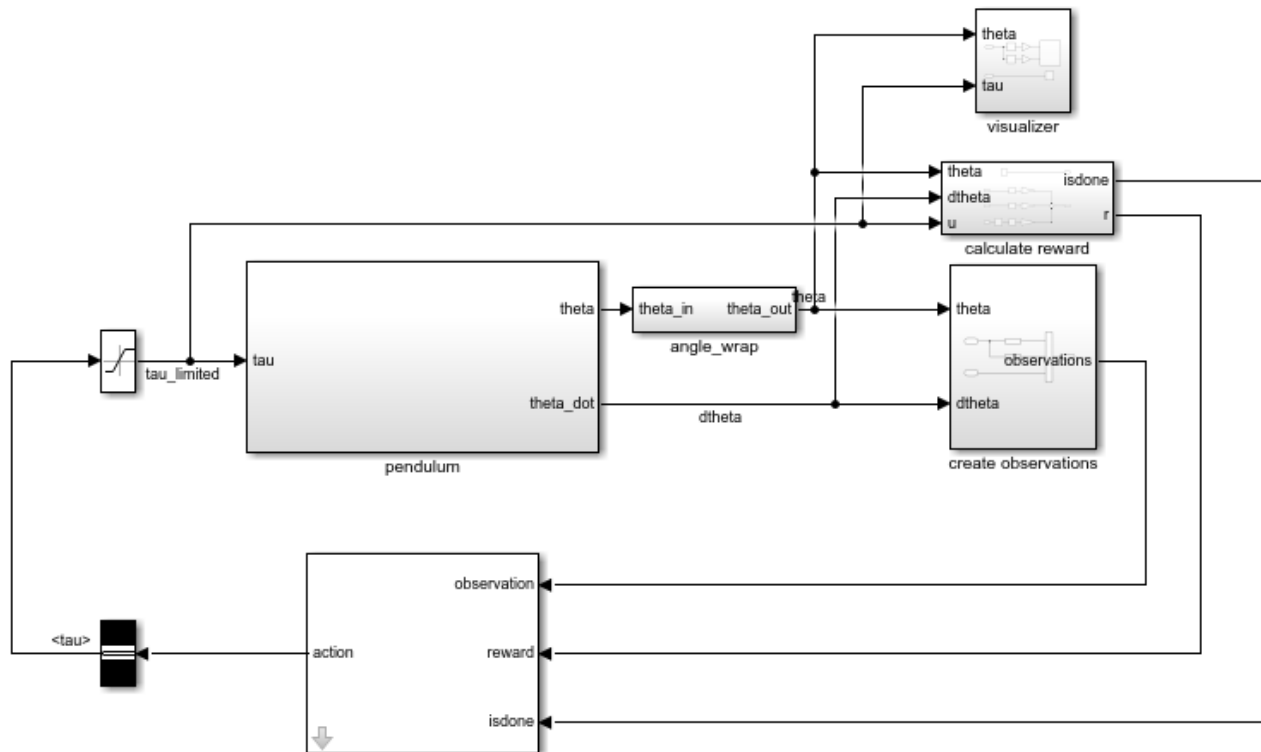 theta
tau
visualizer
theta
isdone
dtheta
r
u
calculate reward
theta
theta_in
theta_out
theta
theta
angle_wrap
tau
tau_limited
observations
theta_dot
dtheta
dtheta
pendulum
create observations
observation
<tau>
action
reward
isdone